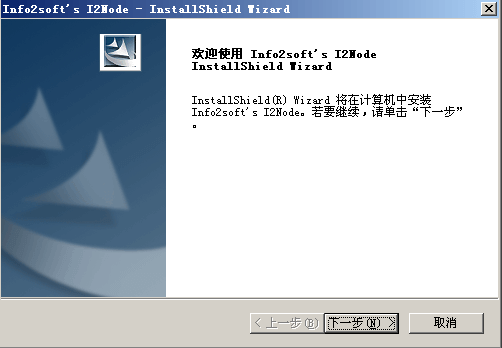 Info2soft's I2Node - InstallShield Wizard
欢迎使用 Info2soft's I2Node
InstallShield Wizard
InstallShield(R) Wizard 将在计算机中安装
Info2soft's I2Node。若要继续，请单击“下一步”
。
< 上一步(B)
下一步(N) >
取消